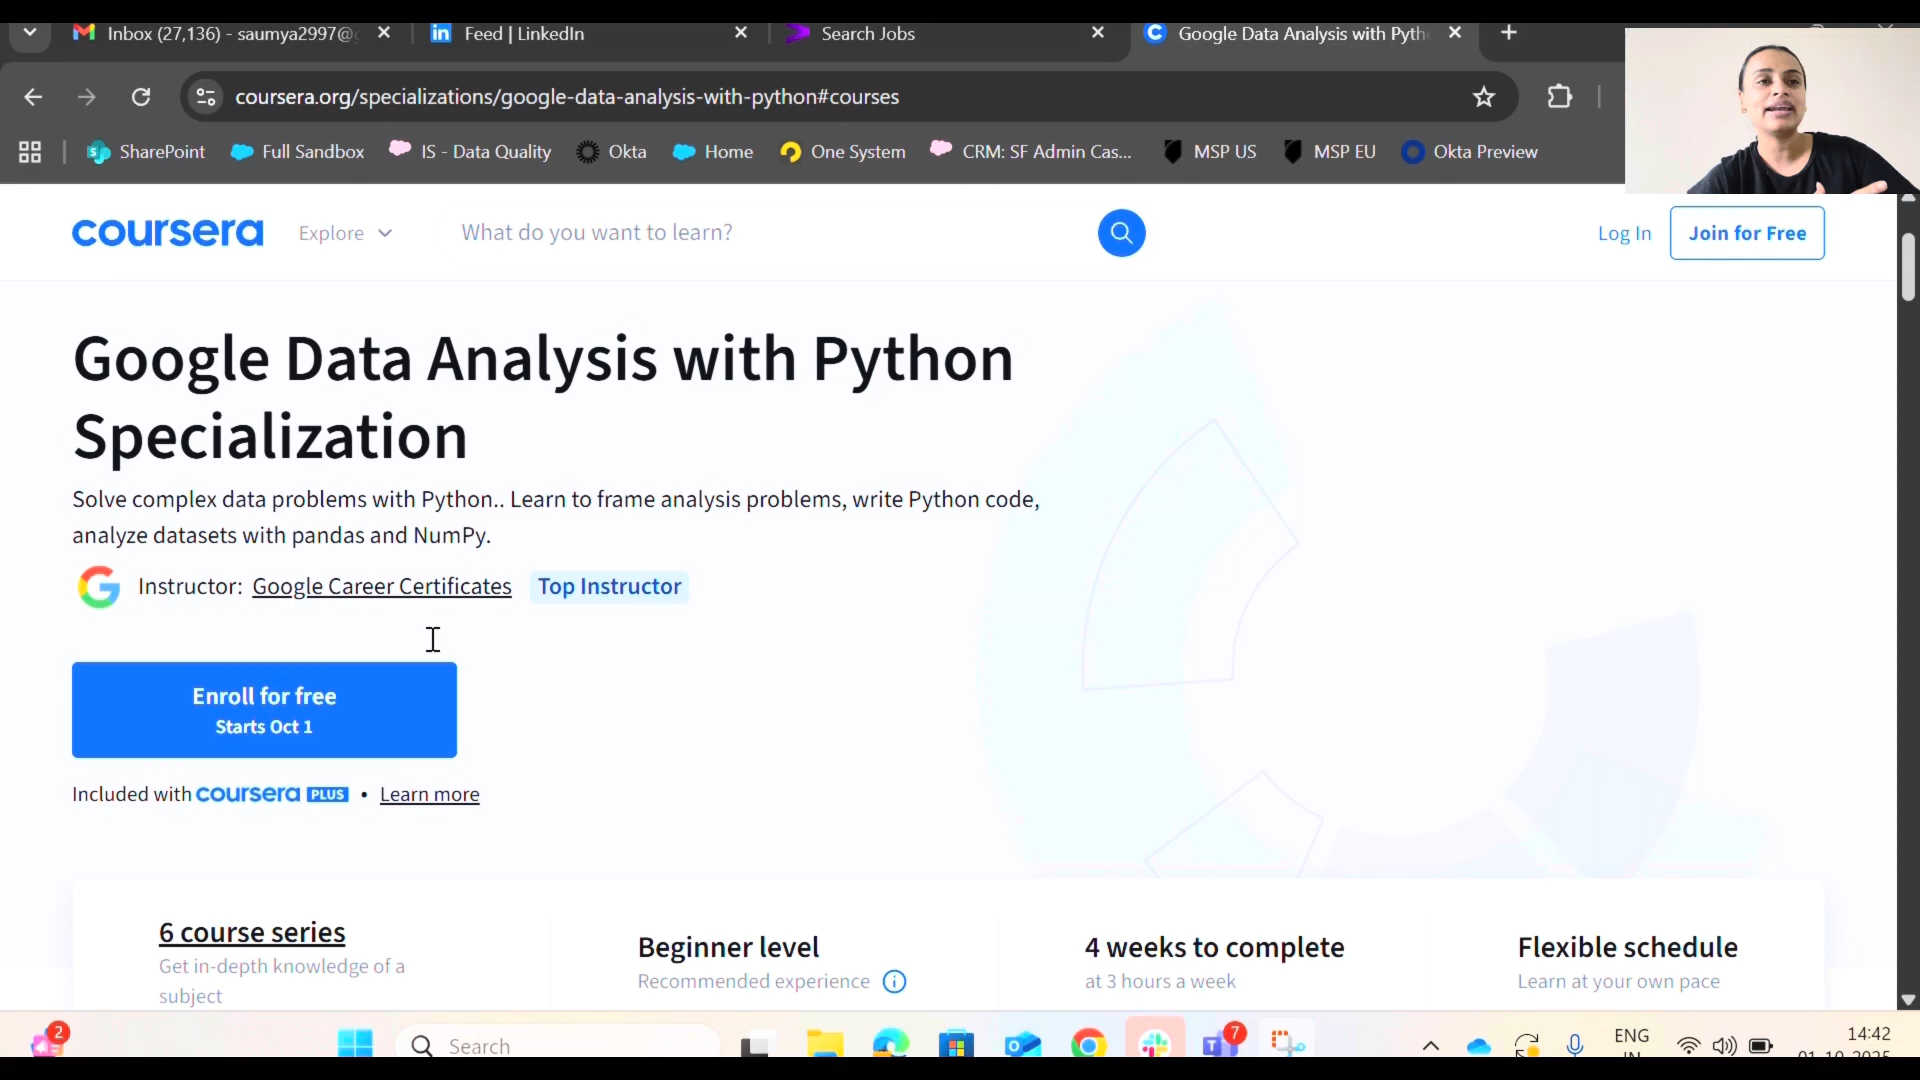 Inbox (27,136) - saumya2997@
Feed | LinkedIn
Search Jobs
Google Data Analysis with Pyth
coursera.org/specializations/google-data-analysis-with-python#courses
SharePoint
Full Sandbox
IS - Data Quality
Okta
Home
One System
CRM: SF Admin Cas...
MSP US
MSP EU
Okta Preview
coursera
Explore
What do you want to learn?
Log In
Join for Free
Google Data Analysis with Python
Specialization
Solve complex data problems with Python.. Learn to frame analysis problems, write Python code,
analyze datasets with pandas and NumPy.
Instructor: Google Career Certificates
Top Instructor
Enroll for free
Starts Oct 1
Included with coursera PLUS • Learn more
6 course series
Get in-depth knowledge of a
subject
Beginner level
Recommended experience
4 weeks to complete
at 3 hours a week
Flexible schedule
Learn at your own pace
2
Search
7
ENG
IN
14:42
01-10-2025